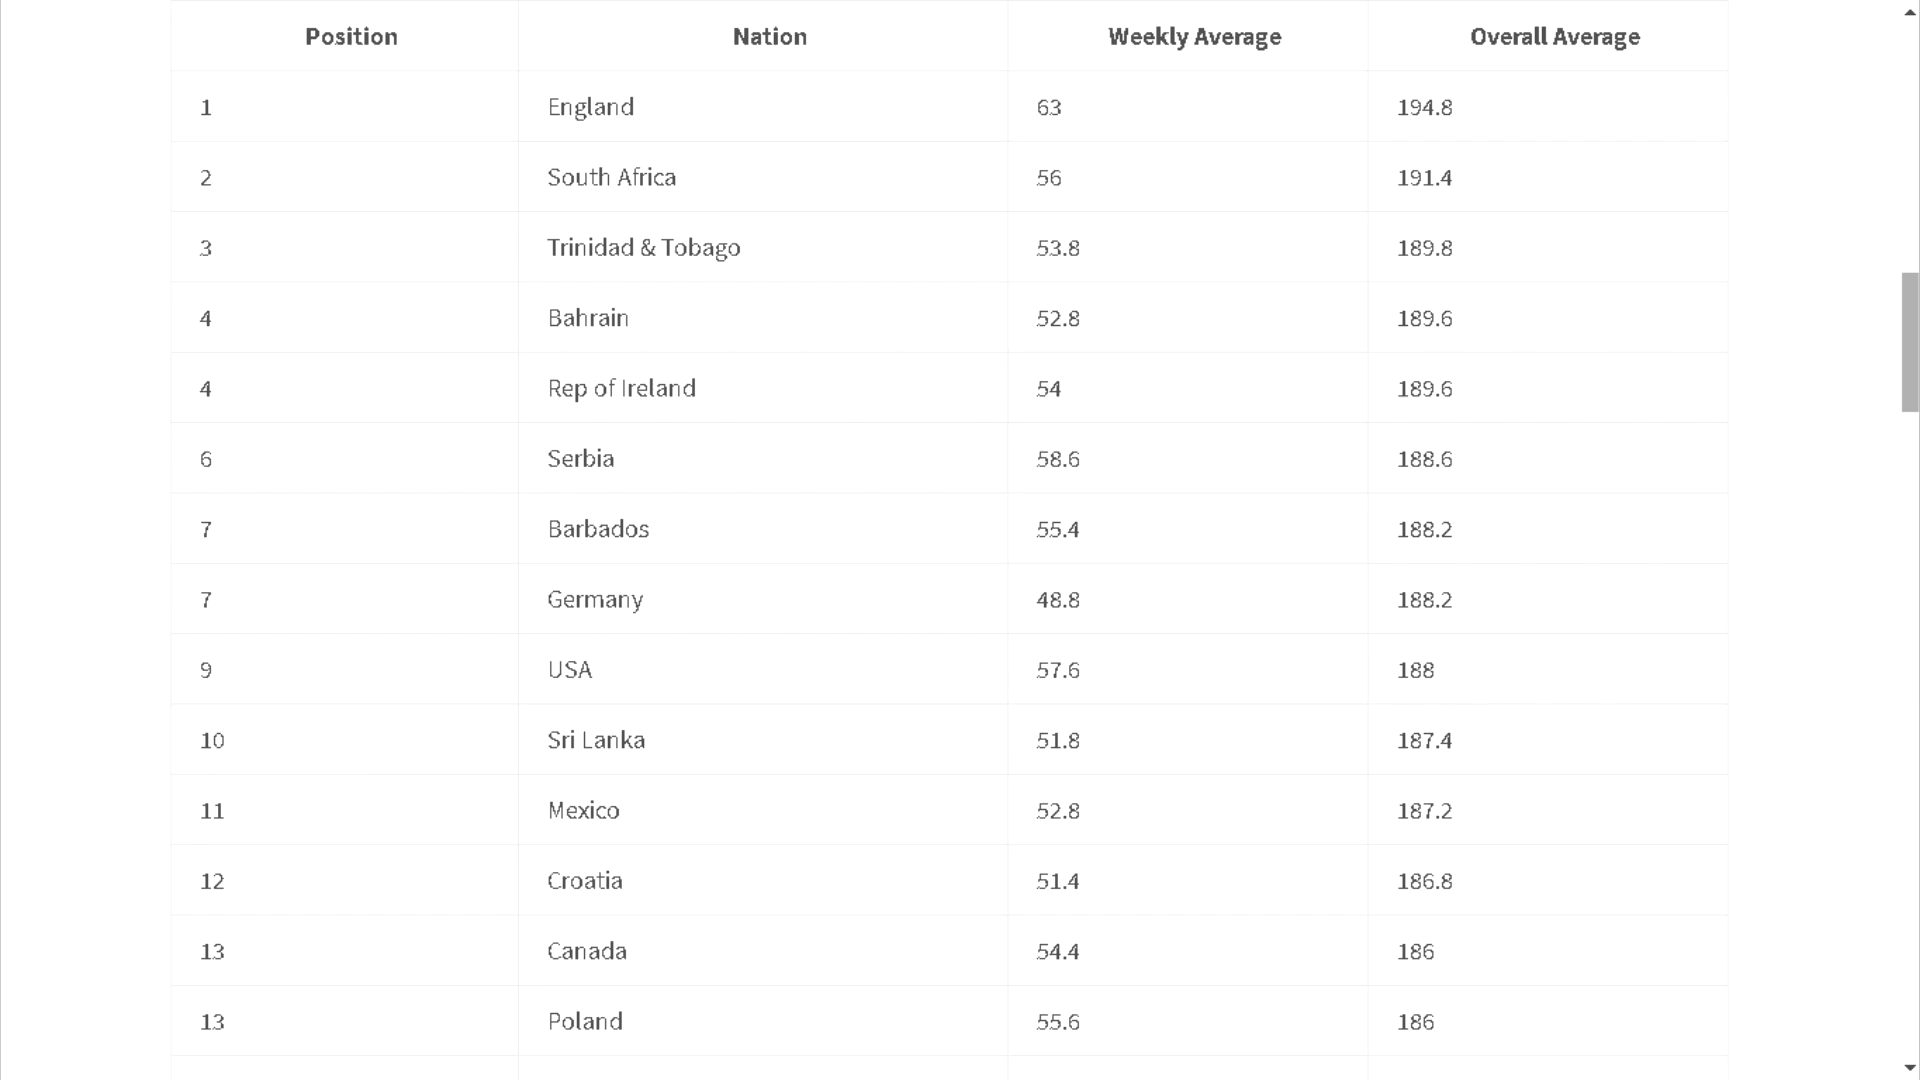 Position Nation Weekly Average Overall Average
1 England 63 194.8
2 South Africa 56 191.4
3 Trinidad & Tobago 53.8 189.8
4 Bahrain 52.8 189.6
4 Rep of Ireland 54 189.6
6 Serbia 58.6 188.6
7 Barbados 55.4 188.2
7 Germany 48.8 188.2
9 USA 57.6 188
10 Sri Lanka 51.8 187.4
11 Mexico 52.8 187.2
12 Croatia 51.4 186.8
13 Canada 54.4 186
13 Poland 55.6 186